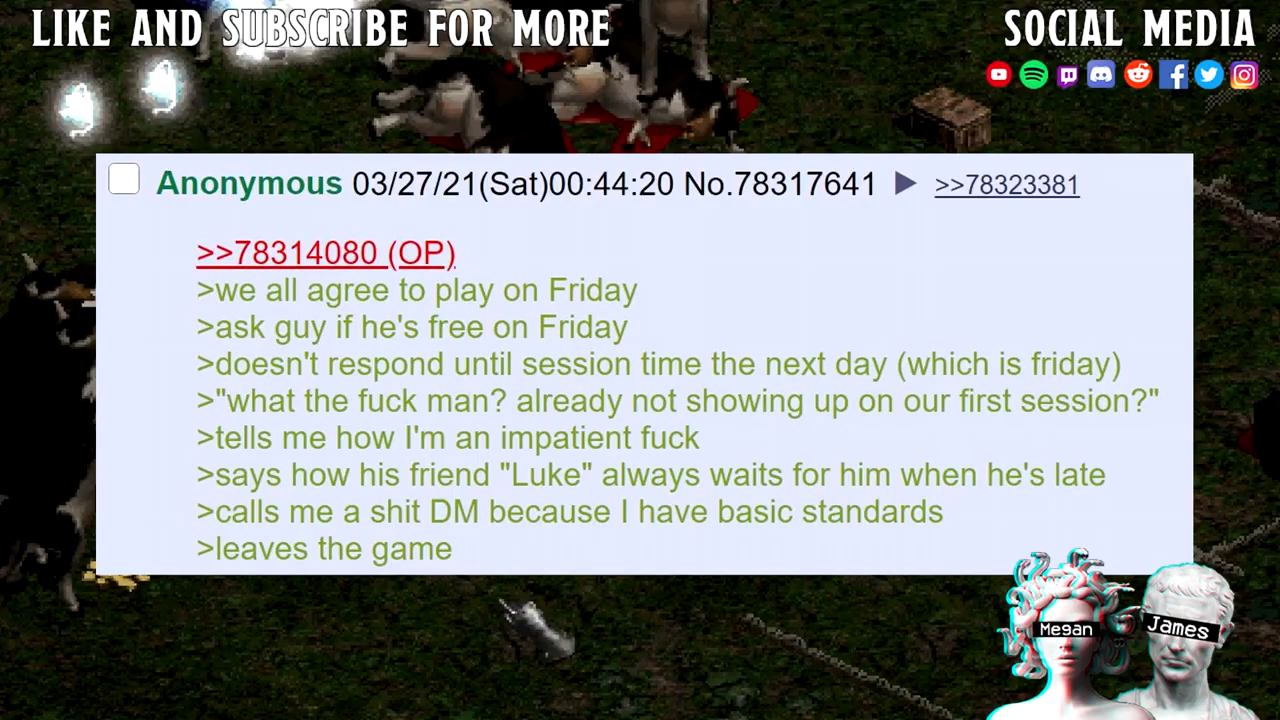 LIKE AND SUBSCRIBE FOR MORE
SOCIAL MEDIA
Anonymous 03/27/21(Sat)00:44:20 No.78317641 ▶ >>78323381
>>78314080 (OP)
>we all agree to play on Friday
>ask guy if he's free on Friday
>doesn't respond until session time the next day (which is friday)
>"what the fuck man? already not showing up on our first session?"
>tells me how I'm an impatient fuck
>says how his friend "Luke" always waits for him when he's late
>calls me a shit DM because I have basic standards
>leaves the game
Megan
James